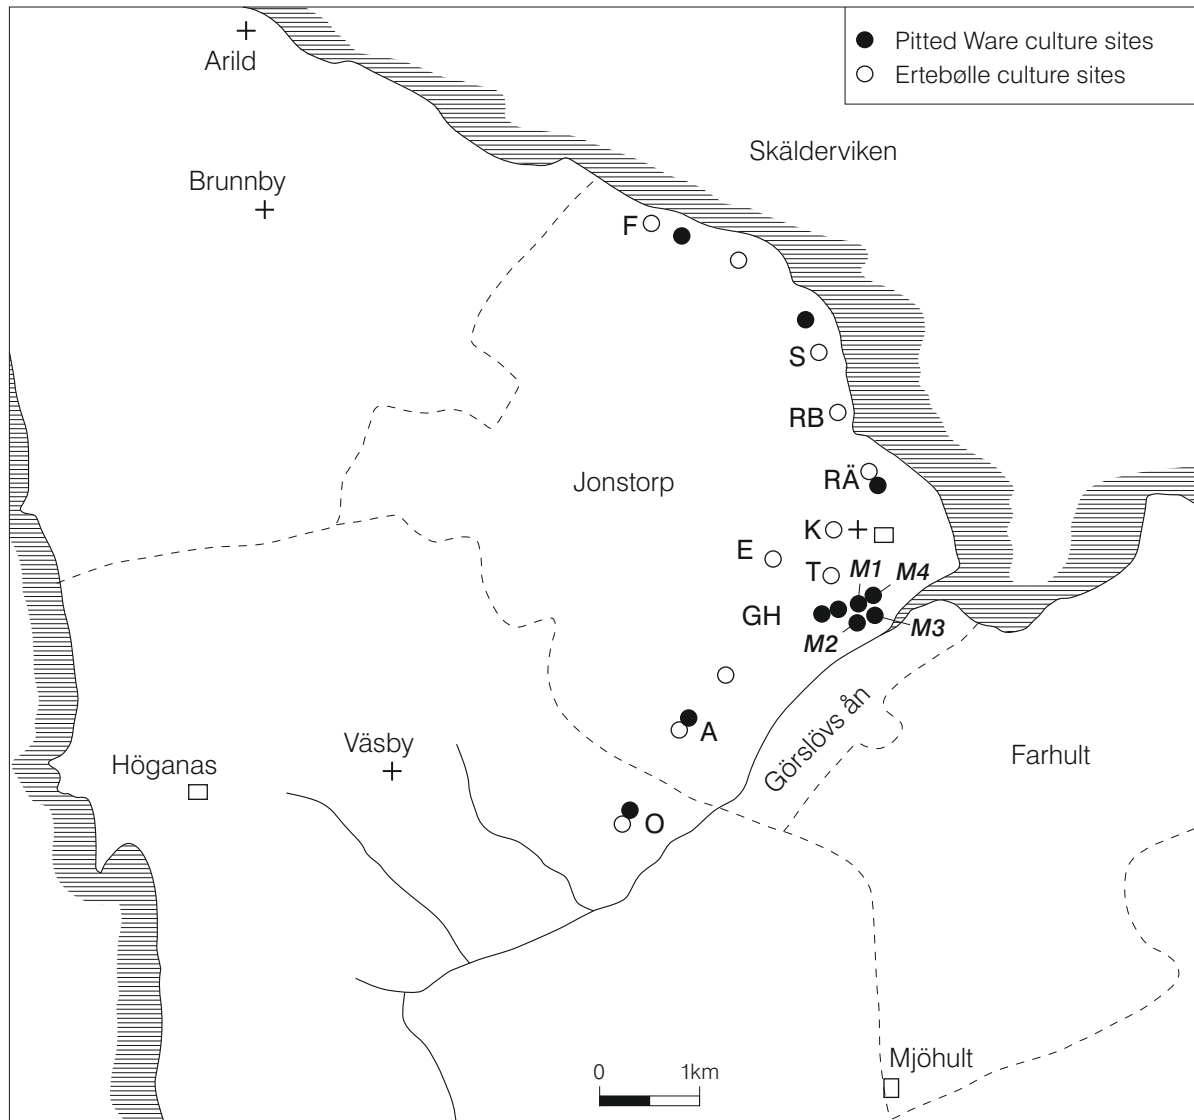 Pitted Ware culture sites
Ertebølle culture sites
Arild
Skälderviken
Brunnby
F
S
RB
Jonstorp
RÄ
K
E
T
M1
M4
GH
M2
M3
Görslövs ån
A
Väsby
Höganas
Farhult
O
Mjöhult
0 1km